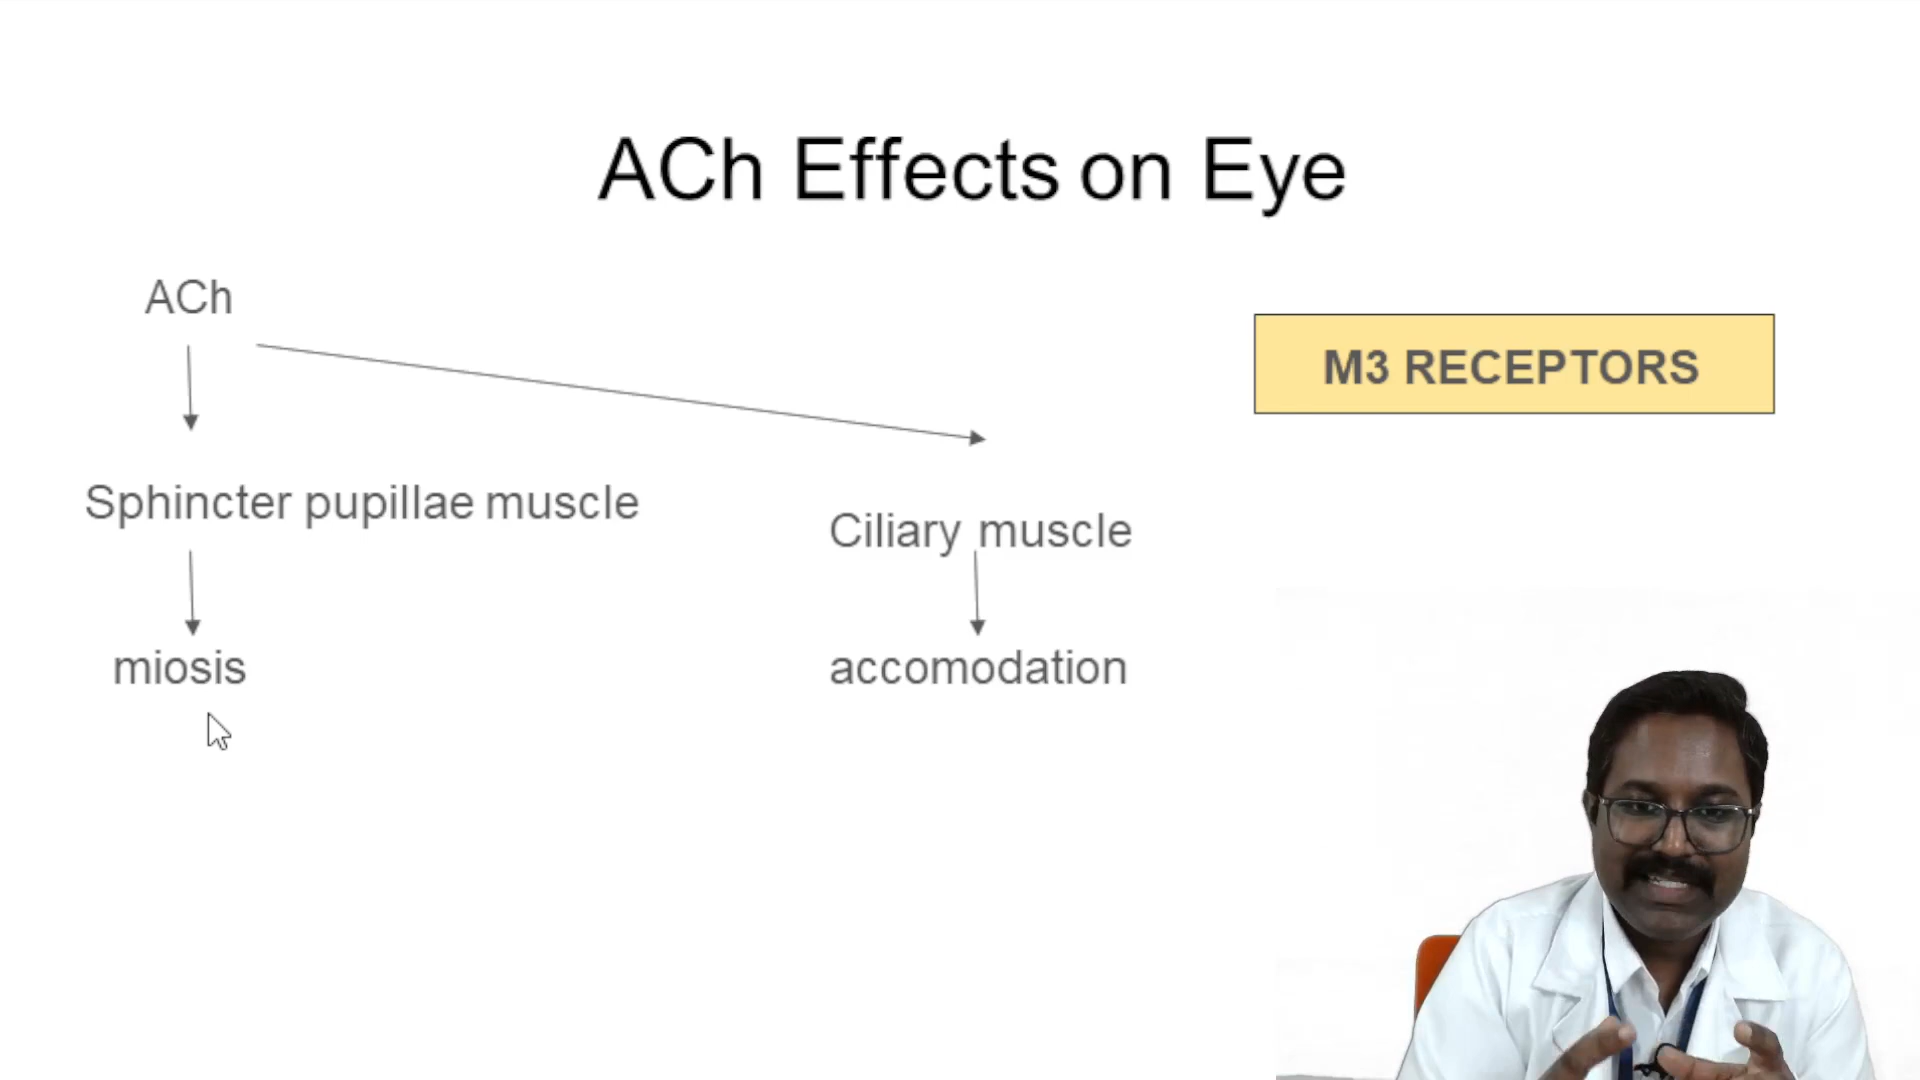 ACh Effects on Eye
ACh
M3 RECEPTORS
Sphincter pupillae muscle
Ciliary muscle
miosis
accomodation